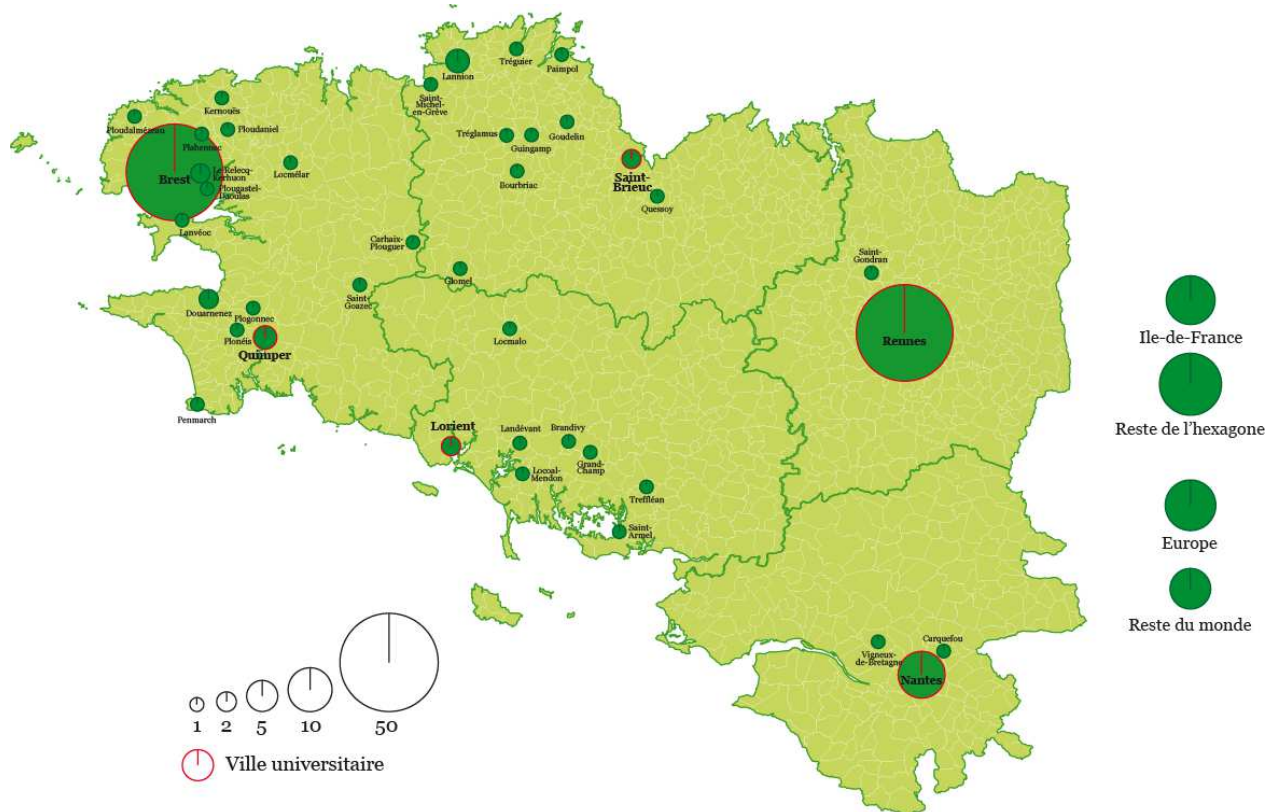 Lannion
Tréguier
Paimpol
Saint-
Michel-
en-Grève
Kernouës
Ploudalmézeau
Ploudaniel
Plabennec
Goudelin
Tréglamus
Guingamp
Brest
Le Relecq-
Kerhuon
Plougastel-
Daoulas
Locmélar
Bourbriac
Saint-
Brieuc
Quessoy
Lanvéoc
Carhaix-
Plouguer
Glomel
Saint-
Gondran
Saint-
Goazec
Douarnenez
Plogonnec
Plonéis
Quimper
Locmalo
Rennes
Ile-de-France
Reste de l'hexagone
Penmarch
Lorient
Landévant
Brandivy
Grand-
Champ
Locoal-
Mendon
Treffléan
Saint-
Armel
Europe
Reste du monde
Carquefou
Vigneux-
de-Bretagne
Nantes
1 2 5 10 50
Ville universitaire